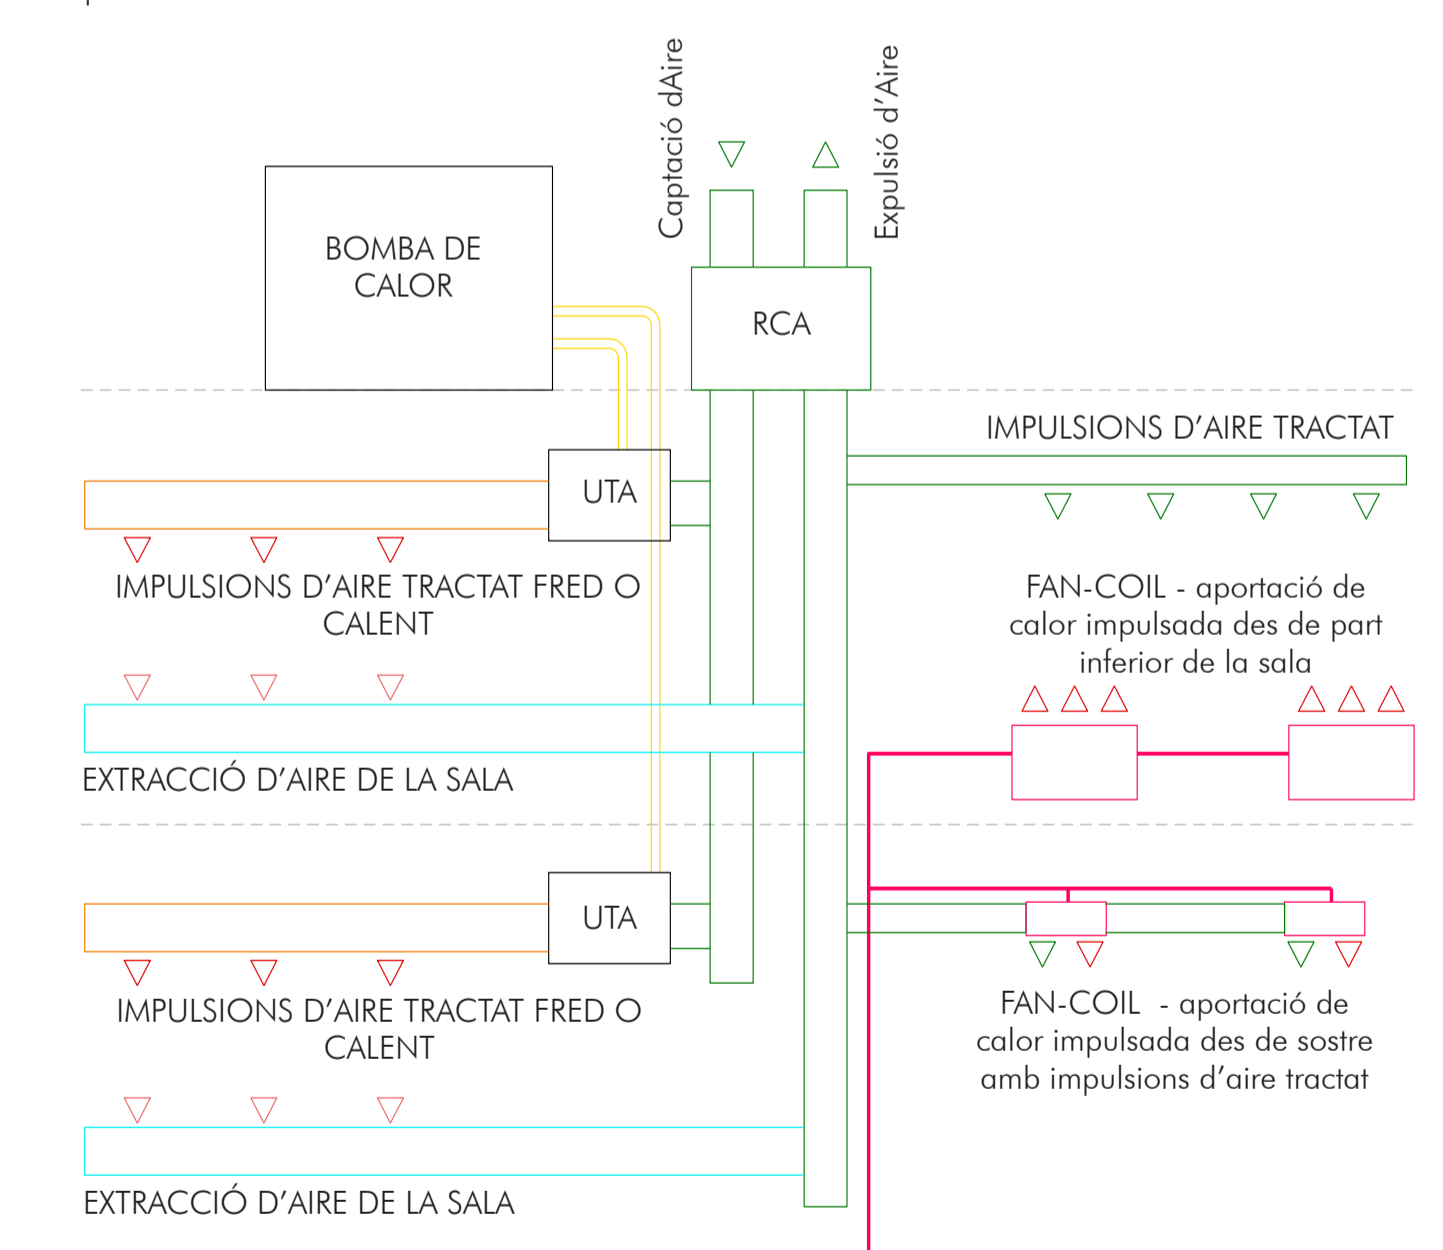 Captació dAire
Expulsió d’Aire
BOMBA DE
CALOR
RCA
IMPULSIONS D’AIRE TRACTAT
UTA
IMPULSIONS D’AIRE TRACTAT FRED O
CALENT
FAN-COIL - aportació de
calor impulsada des de part
inferior de la sala
EXTRACCIÓ D’AIRE DE LA SALA
UTA
IMPULSIONS D’AIRE TRACTAT FRED O
CALENT
FAN-COIL  - aportació de
calor impulsada des de sostre
amb impulsions d’aire tractat
EXTRACCIÓ D’AIRE DE LA SALA